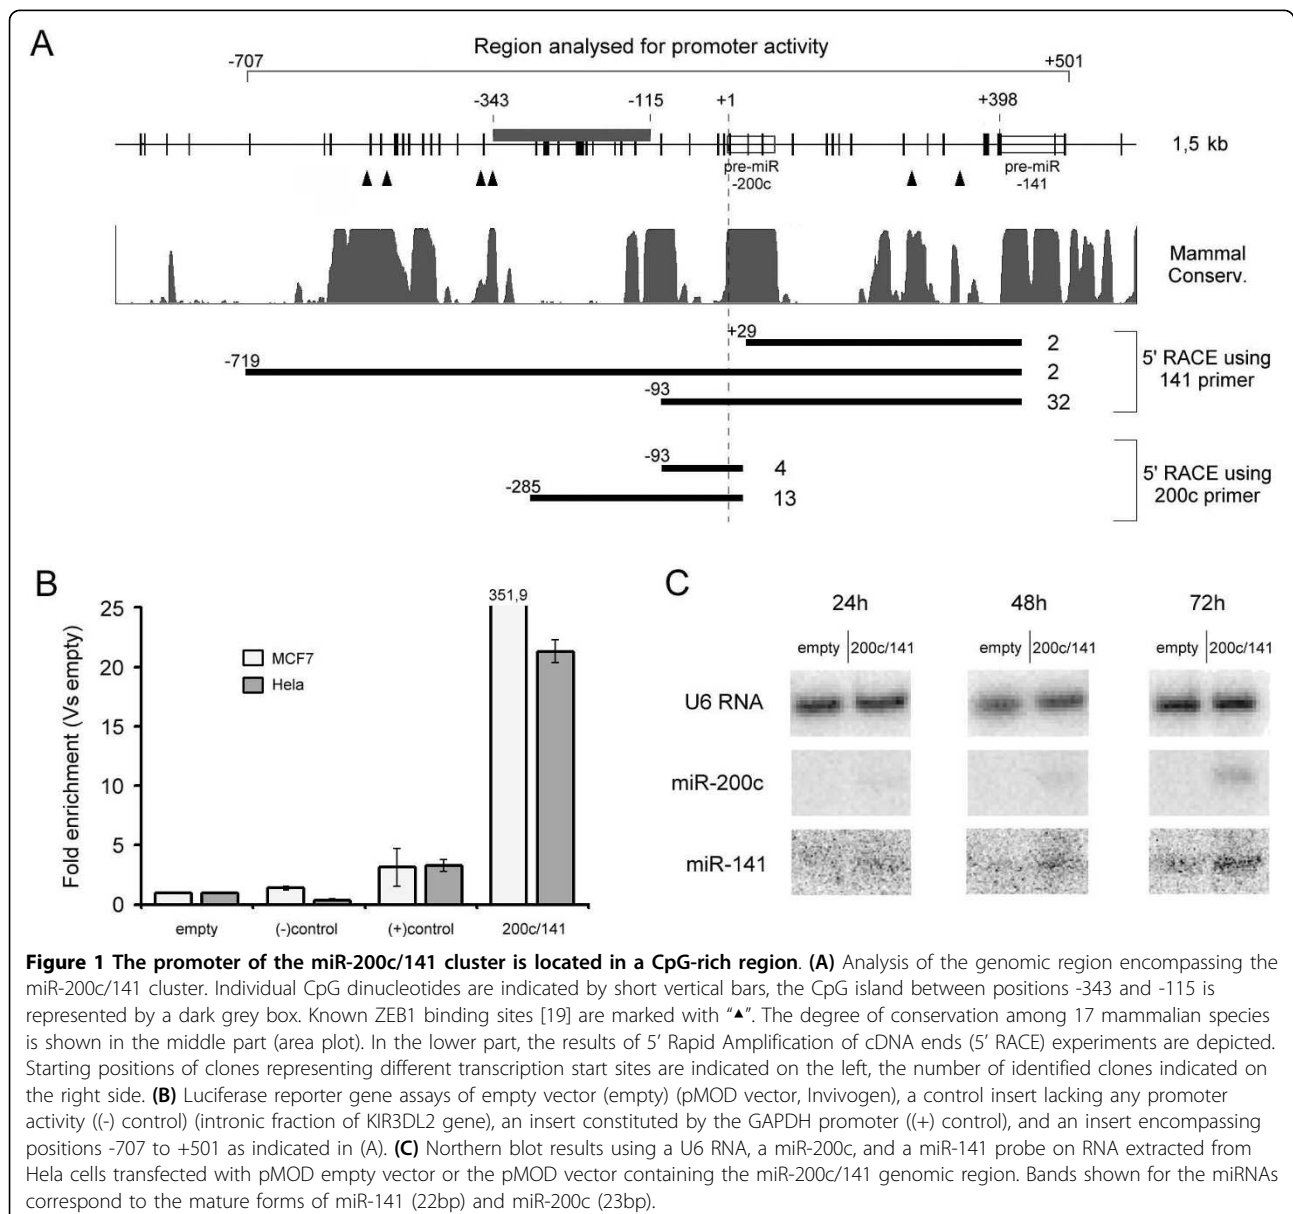 A
Region analysed for promoter activity
-707
+501
-343
-115
+1
+398
1,5 kb
pre-miR
-200c
pre-miR
-141
Mammal
Conserv.
+29
2
-719
2
-93
32
5' RACE using
141 primer
-93
4
-285
13
5' RACE using
200c primer
B
Fold enrichment (Vs empty)
25
20
15
10
5
0
351,9
MCF7
Hela
empty
(-)control
(+)control
200c/141
C
24h
48h
72h
empty
200c/141
empty
200c/141
empty
200c/141
U6 RNA
miR-200c
miR-141
Figure 1 The promoter of the miR-200c/141 cluster is located in a CpG-rich region. (A) Analysis of the genomic region encompassing the
miR-200c/141 cluster. Individual CpG dinucleotides are indicated by short vertical bars, the CpG island between positions -343 and -115 is
represented by a dark grey box. Known ZEB1 binding sites [19] are marked with “▲”. The degree of conservation among 17 mammalian species
is shown in the middle part (area plot). In the lower part, the results of 5’ Rapid Amplification of cDNA ends (5’ RACE) experiments are depicted.
Starting positions of clones representing different transcription start sites are indicated on the left, the number of identified clones indicated on
the right side. (B) Luciferase reporter gene assays of empty vector (empty) (pMOD vector, Invivogen), a control insert lacking any promoter
activity ((-) control) (intronic fraction of KIR3DL2 gene), an insert constituted by the GAPDH promoter ((+) control), and an insert encompassing
positions -707 to +501 as indicated in (A). (C) Northern blot results using a U6 RNA, a miR-200c, and a miR-141 probe on RNA extracted from
Hela cells transfected with pMOD empty vector or the pMOD vector containing the miR-200c/141 genomic region. Bands shown for the miRNAs
correspond to the mature forms of miR-141 (22bp) and miR-200c (23bp).